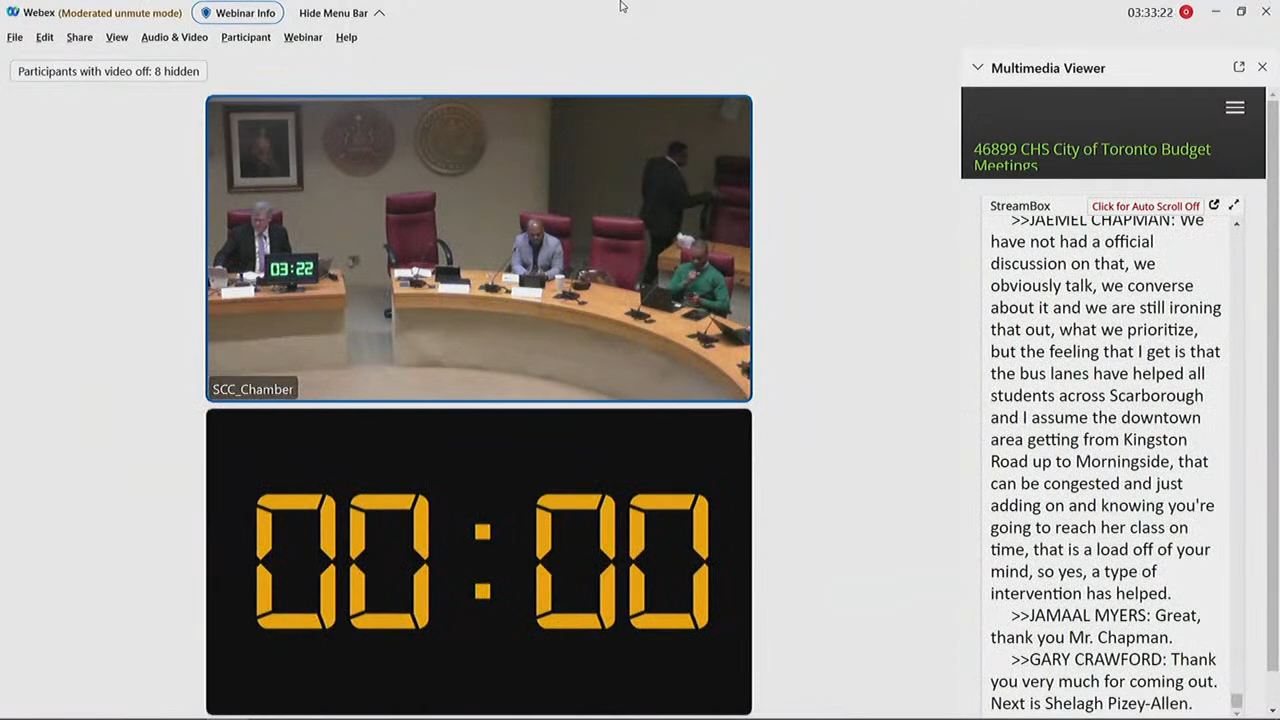 Webex (Moderated unmute mode) Webinar Info Hide Menu Bar 03:33:22
File Edit Share View Audio & Video Participant Webinar Help
Participants with video off: 8 hidden
Multimedia Viewer
46899 CHS City of Toronto Budget
Meetings
StreamBox Click for Auto Scroll Off
>>JAEMEL CHAPMAN: We
have not had a official
discussion on that, we
obviously talk, we converse
about it and we are still ironing
that out, what we prioritize,
but the feeling that I get is that
the bus lanes have helped all
students across Scarborough
and I assume the downtown
area getting from Kingston
Road up to Morningside, that
can be congested and just
adding on and knowing you're
going to reach her class on
time, that is a load off of your
mind, so yes, a type of
intervention has helped.
>>JAMAAL MYERS: Great,
thank you Mr. Chapman.
>>GARY CRAWFORD: Thank
you very much for coming out.
Next is Shelagh Pizey-Allen.
03:22
SCC_Chamber
00:00